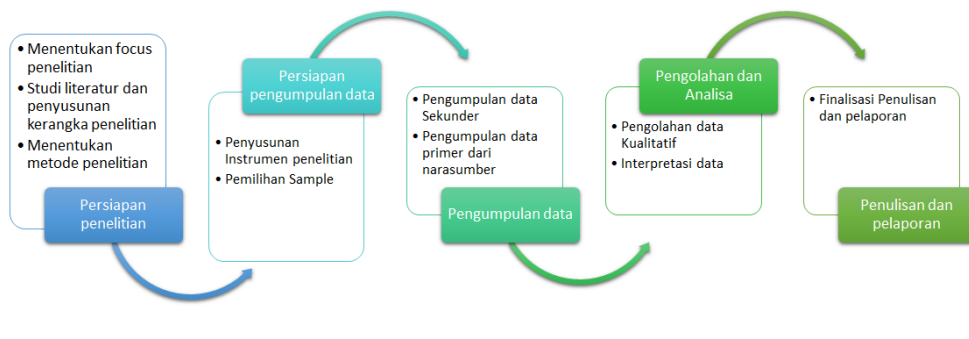 • Menentukan focus
penelitian
• Studi literatur dan
penyusunan
kerangka penelitian
• Menentukan
metode penelitian
Persiapan
penelitian
Persiapan
pengumpulan data
• Penyusunan
Instrumen penelitian
• Pemilihan Sample
• Pengumpulan data
Sekunder
• Pengumpulan data
primer dari
narasumber
Pengumpulan data
Pengolahan dan
Analisa
• Pengolahan data
Kualitatif
• Interpretasi data
• Finalisasi Penulisan
dan pelaporan
Penulisan dan
pelaporan